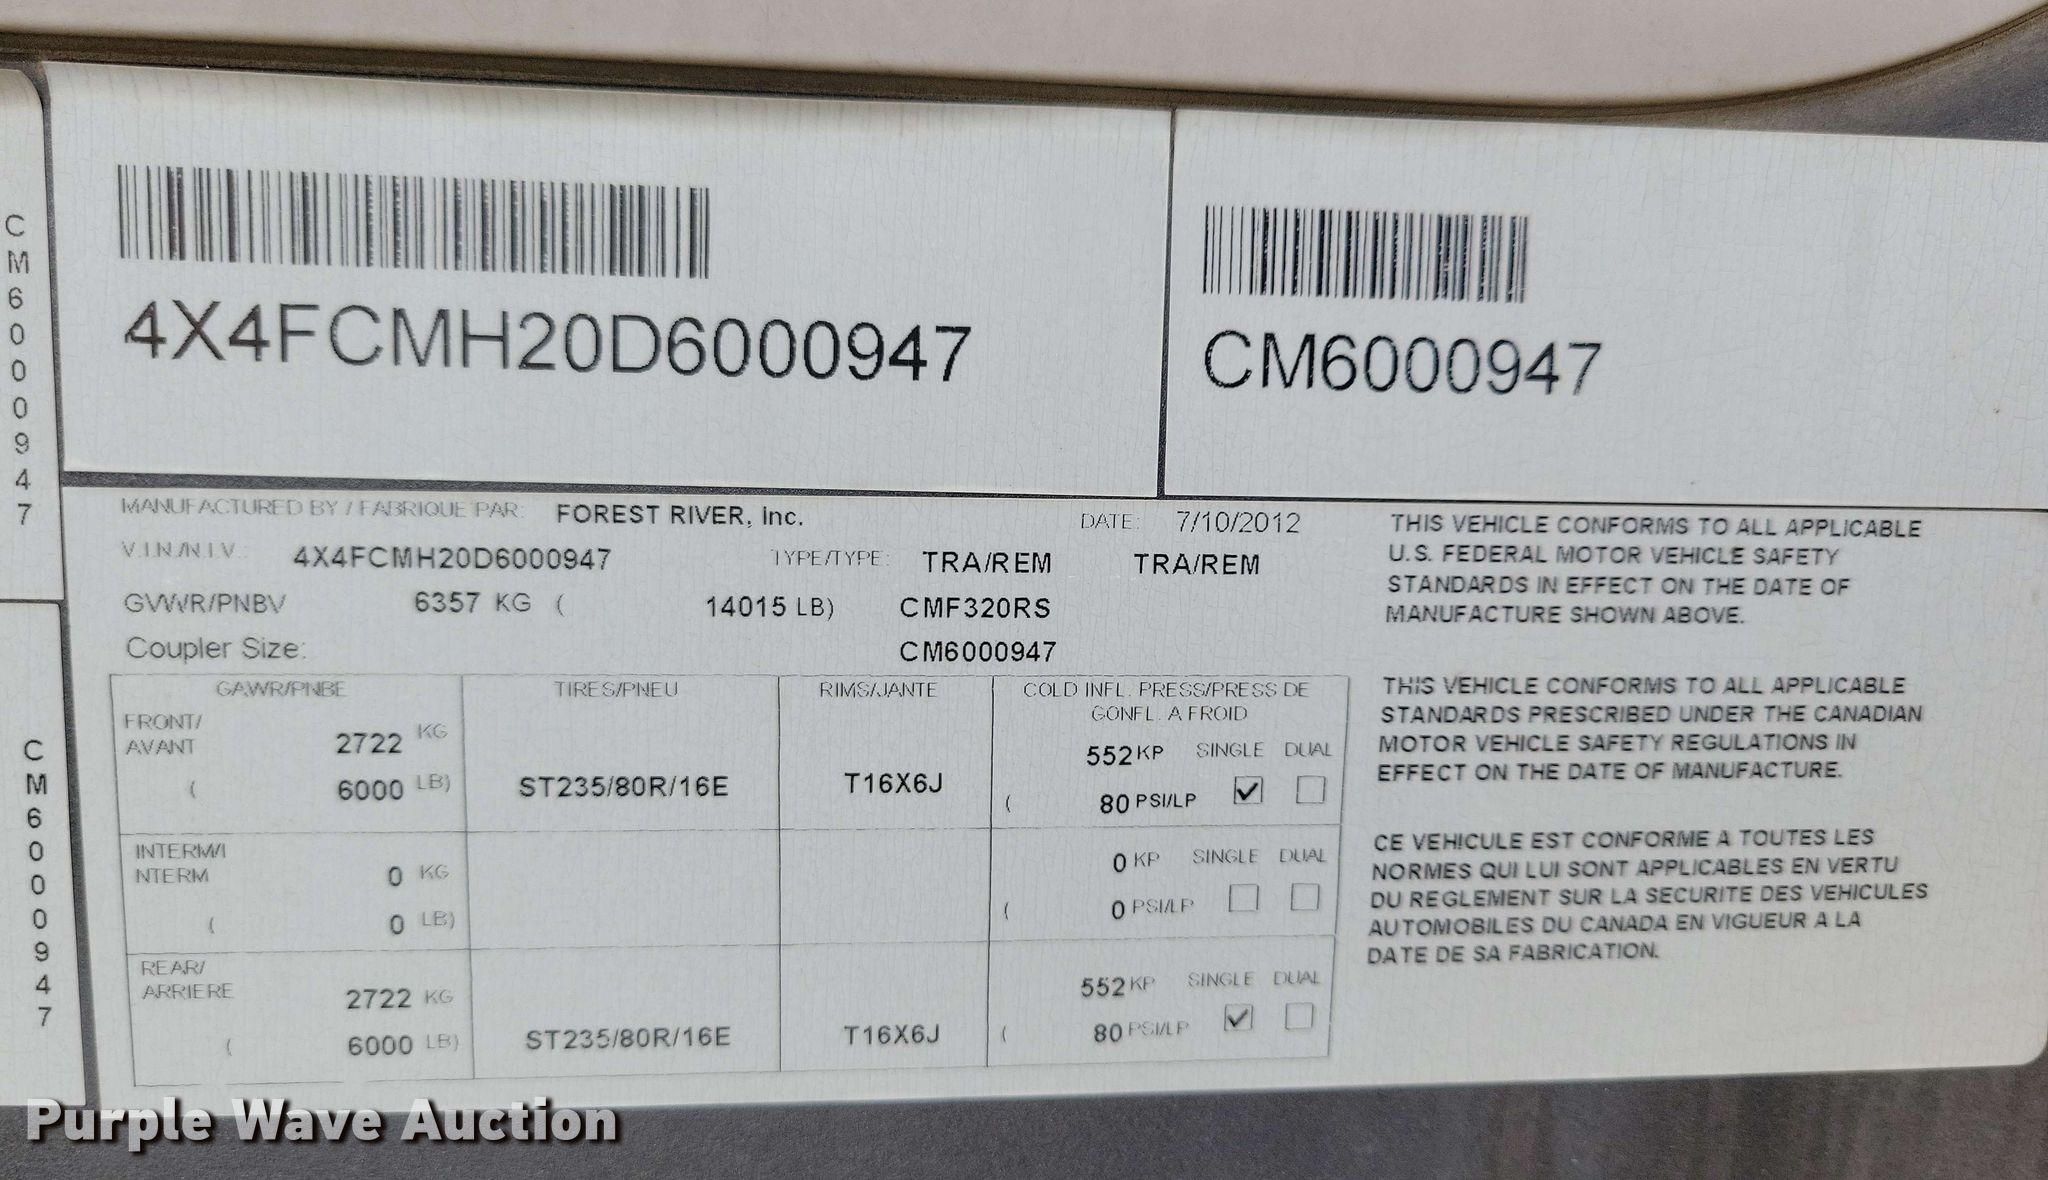 CM6000947
4X4FCMH20D6000947
CM6000947
MANUFACTURED BY / FABRIQUE PAR: FOREST RIVER, Inc. DATE: 7/10/2012
V.I.N./N.I.V.: 4X4FCMH20D6000947 TYPE/TYPE: TRA/REM TRA/REM
GVWR/PNBV 6357 KG ( 14015 LB) CMF320RS
Coupler Size: CM6000947
GAWR/PNBE TIRES/PNEU RIMS/JANTE COLD INFL. PRESS/PRESS DE
GONFL. A FROID
FRONT/
AVANT 2722 KG 552 KP SINGLE DUAL
( 6000 LB) ST235/80R/16E T16X6J ( 80 PSI/LP
INTERM/I
NTERM 0 KG 0 KP SINGLE DUAL
( 0 LB) ( 0 PSI/LP
REAR/
ARRIERE 2722 KG 552 KP SINGLE DUAL
( 6000 LB) ST235/80R/16E T16X6J ( 80 PSI/LP
THIS VEHICLE CONFORMS TO ALL APPLICABLE
U.S. FEDERAL MOTOR VEHICLE SAFETY
STANDARDS IN EFFECT ON THE DATE OF
MANUFACTURE SHOWN ABOVE.
THIS VEHICLE CONFORMS TO ALL APPLICABLE
STANDARDS PRESCRIBED UNDER THE CANADIAN
MOTOR VEHICLE SAFETY REGULATIONS IN
EFFECT ON THE DATE OF MANUFACTURE.
CE VEHICULE EST CONFORME A TOUTES LES
NORMES QUI LUI SONT APPLICABLES EN VERTU
DU REGLEMENT SUR LA SECURITE DES VEHICULES
AUTOMOBILES DU CANADA EN VIGUEUR A LA
DATE DE SA FABRICATION.
CM6000947
Purple Wave Auction